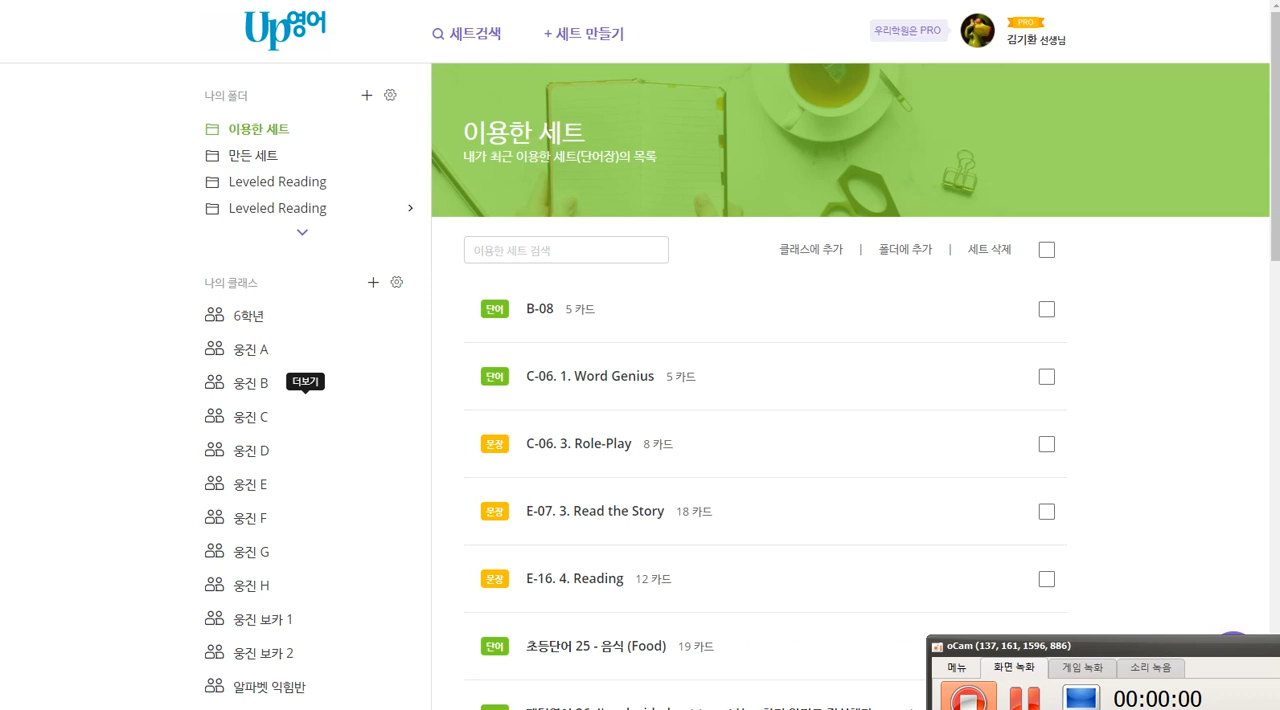 Up영어
세트검색
+ 세트 만들기
우리학원은 PRO
PRO
김기환 선생님
나의 폴더
이용한 세트
만든 세트
Leveled Reading
Leveled Reading
나의 클래스
6학년
웅진 A
웅진 B
더보기
웅진 C
웅진 D
웅진 E
웅진 F
웅진 G
웅진 H
웅진 보카 1
웅진 보카 2
알파벳 익힘반
이용한 세트
내가 최근 이용한 세트(단어장)의 목록
이용한 세트 검색
클래스에 추가 | 폴더에 추가 | 세트 삭제
단어 B-08 5 카드
단어 C-06. 1. Word Genius 5 카드
문장 C-06. 3. Role-Play 8 카드
문장 E-07. 3. Read the Story 18 카드
문장 E-16. 4. Reading 12 카드
단어 초등단어 25 - 음식 (Food) 19 카드
oCam (137, 161, 1596, 886)
메뉴 화면 녹화 게임 녹화 소리 녹음
00:00:00